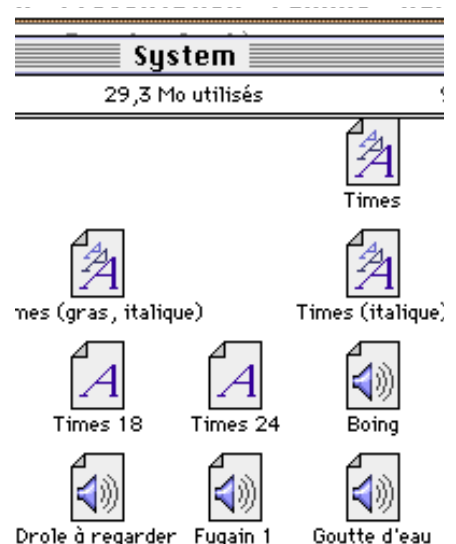 System
29,3 Mo utilisés
Times
mes (gras, italique)
Times (italique)
Times 18
Times 24
Boing
Drole à regarder
Fugain 1
Goutte d'eau